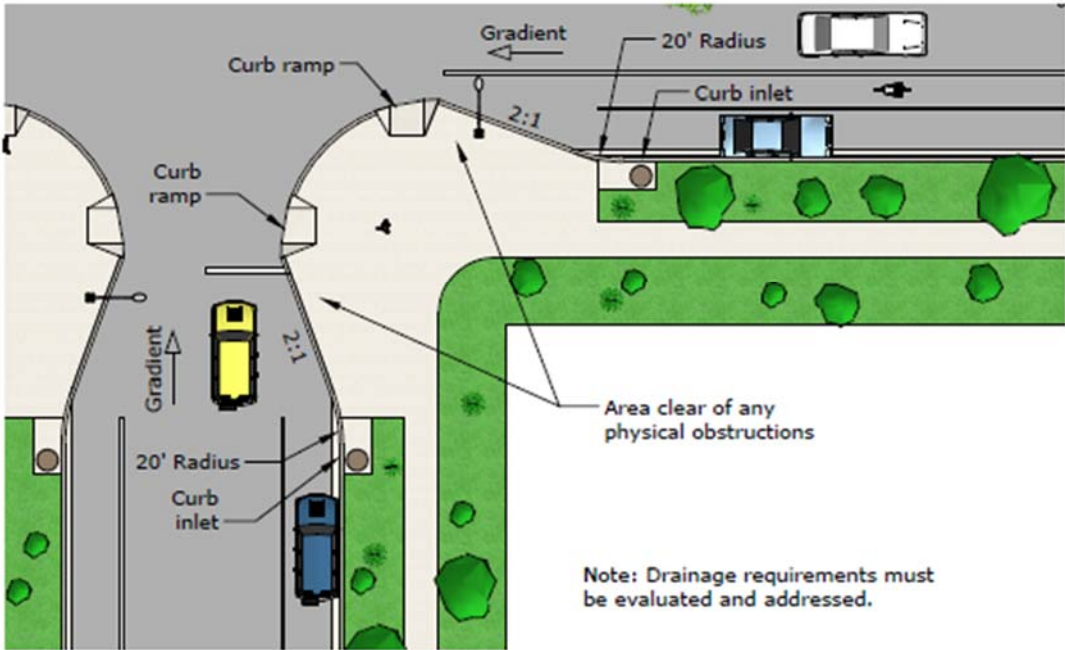 Gradient
20' Radius
Curb ramp
Curb inlet
2:1
Curb
ramp
Gradient
2:1
Area clear of any
physical obstructions
20' Radius
Curb
inlet
Note: Drainage requirements must
be evaluated and addressed.